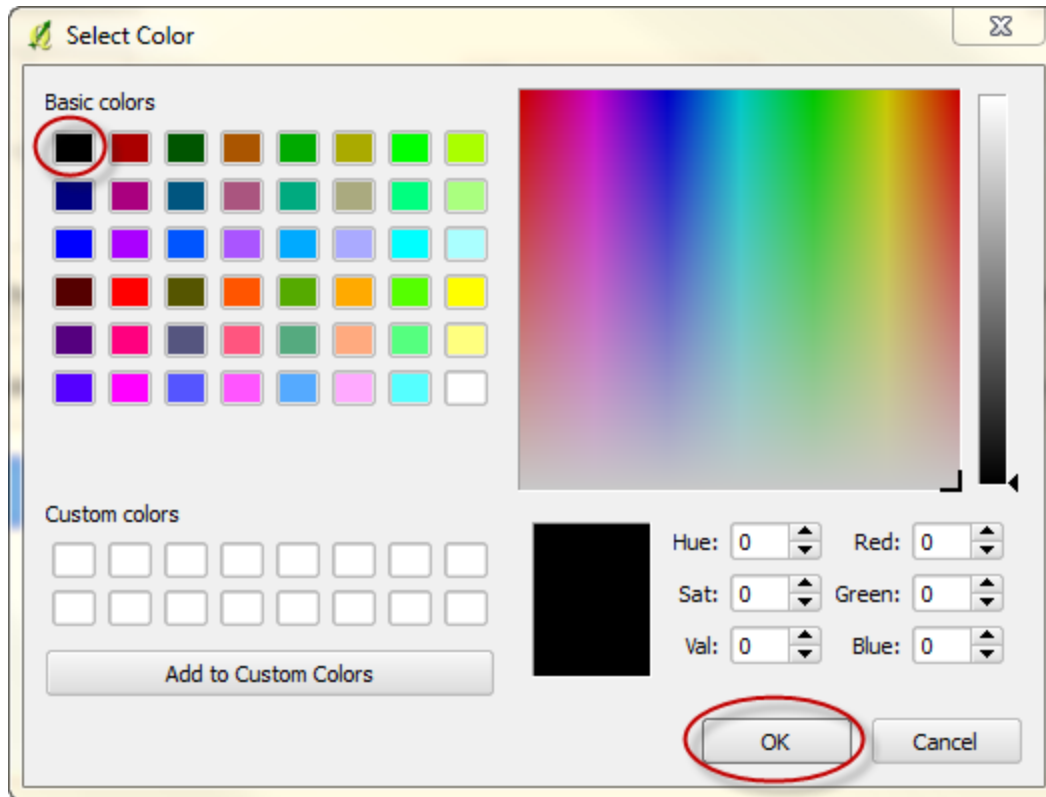 Select Color
Basic colors
Custom colors
Add to Custom Colors
Hue: 0 Red: 0
Sat: 0 Green: 0
Val: 0 Blue: 0
OK Cancel